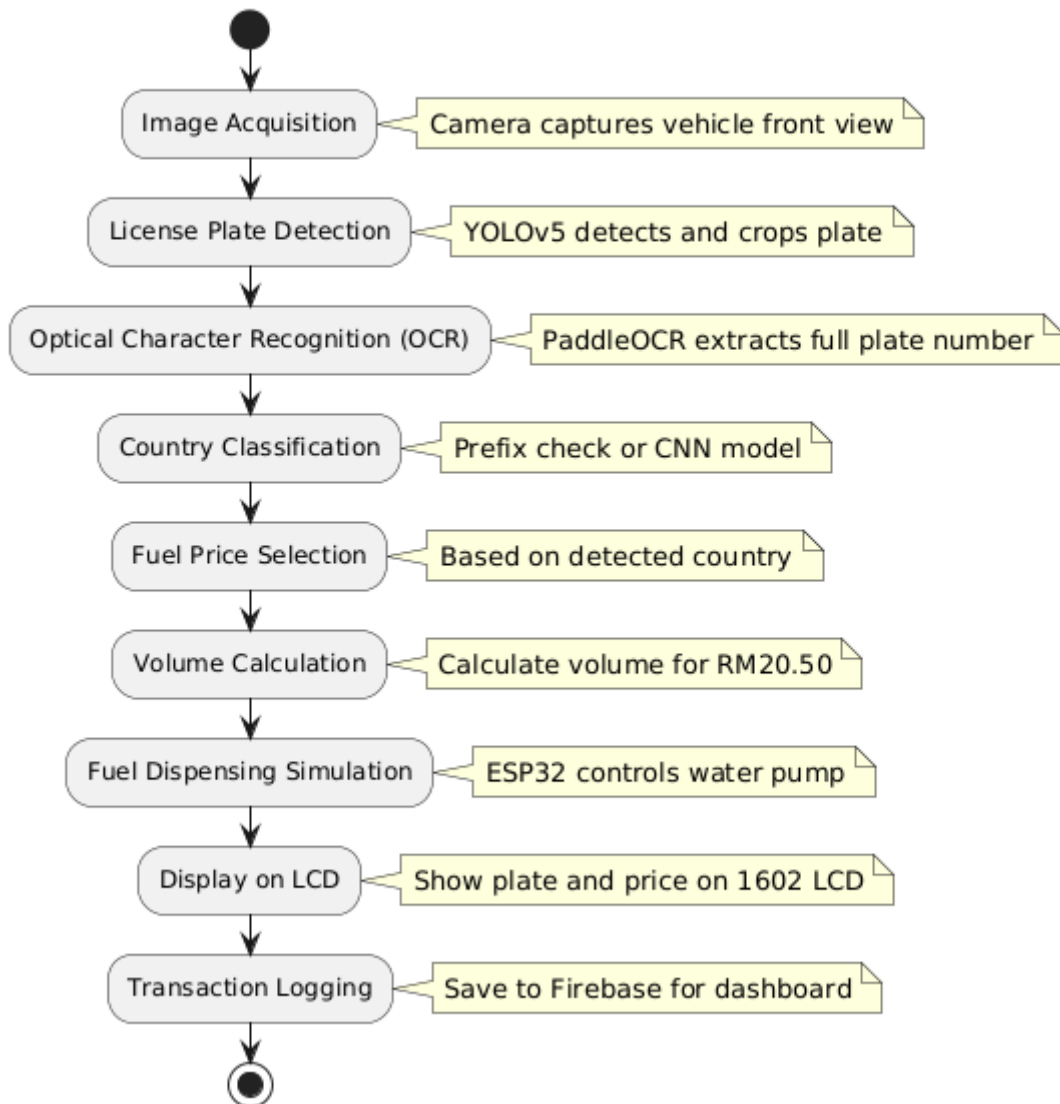 Image Acquisition
Camera captures vehicle front view
License Plate Detection
YOLOv5 detects and crops plate
Optical Character Recognition (OCR)
PaddleOCR extracts full plate number
Country Classification
Prefix check or CNN model
Fuel Price Selection
Based on detected country
Volume Calculation
Calculate volume for RM20.50
Fuel Dispensing Simulation
ESP32 controls water pump
Display on LCD
Show plate and price on 1602 LCD
Transaction Logging
Save to Firebase for dashboard